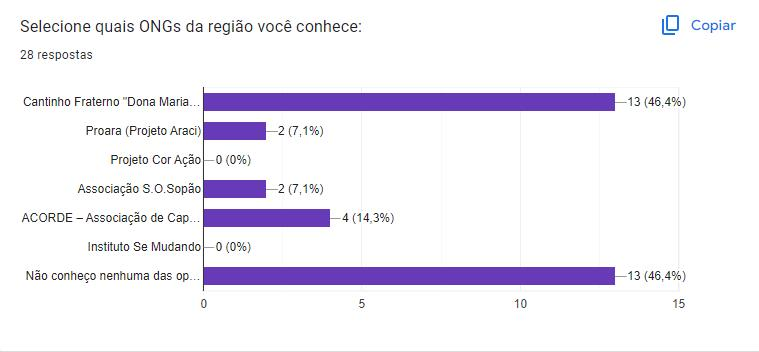 Selecione quais ONGs da região você conhece:
Copiar
28 respostas
Cantinho Fraterno "Dona Maria... 13 (46,4%)
Proara (Projeto Araci) 2 (7,1%)
Projeto Cor Ação 0 (0%)
Associação S.O.Sopão 2 (7,1%)
ACORDE – Associação de Cap... 4 (14,3%)
Instituto Se Mudando 0 (0%)
Não conheço nenhuma das op... 13 (46,4%)
0 5 10 15